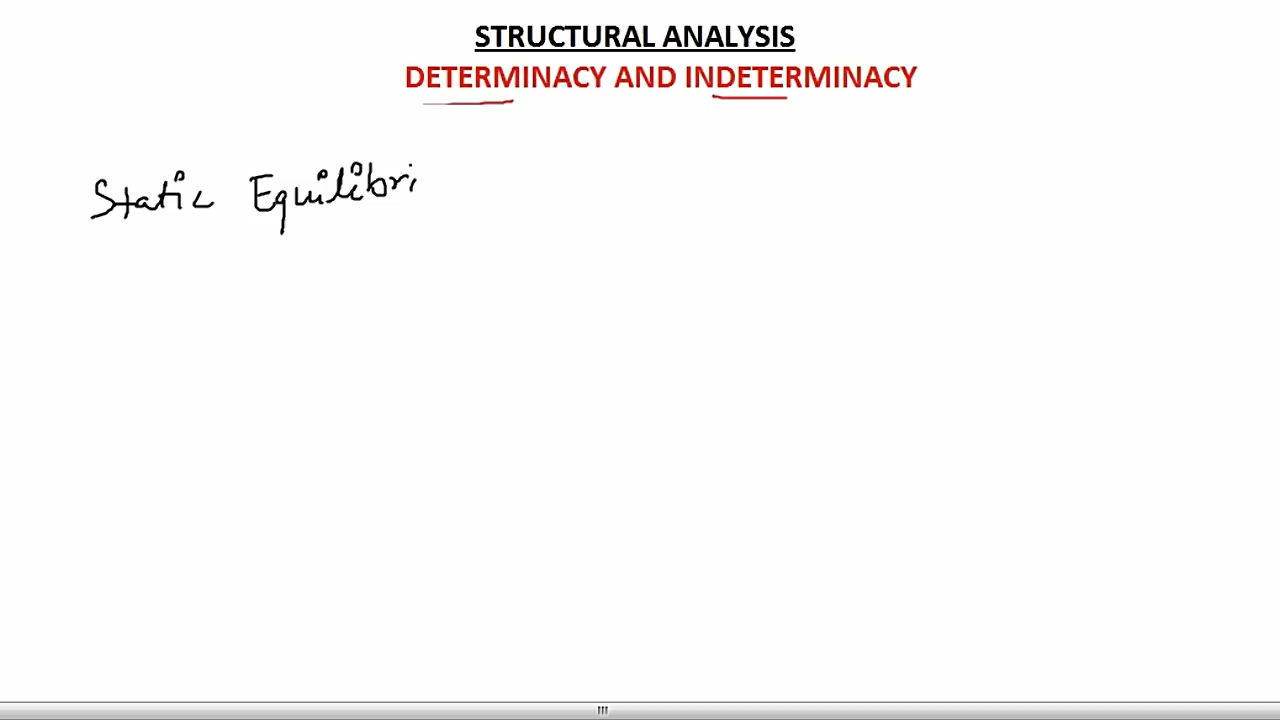 STRUCTURAL ANALYSIS
DETERMINACY AND INDETERMINACY
Static Equilibri